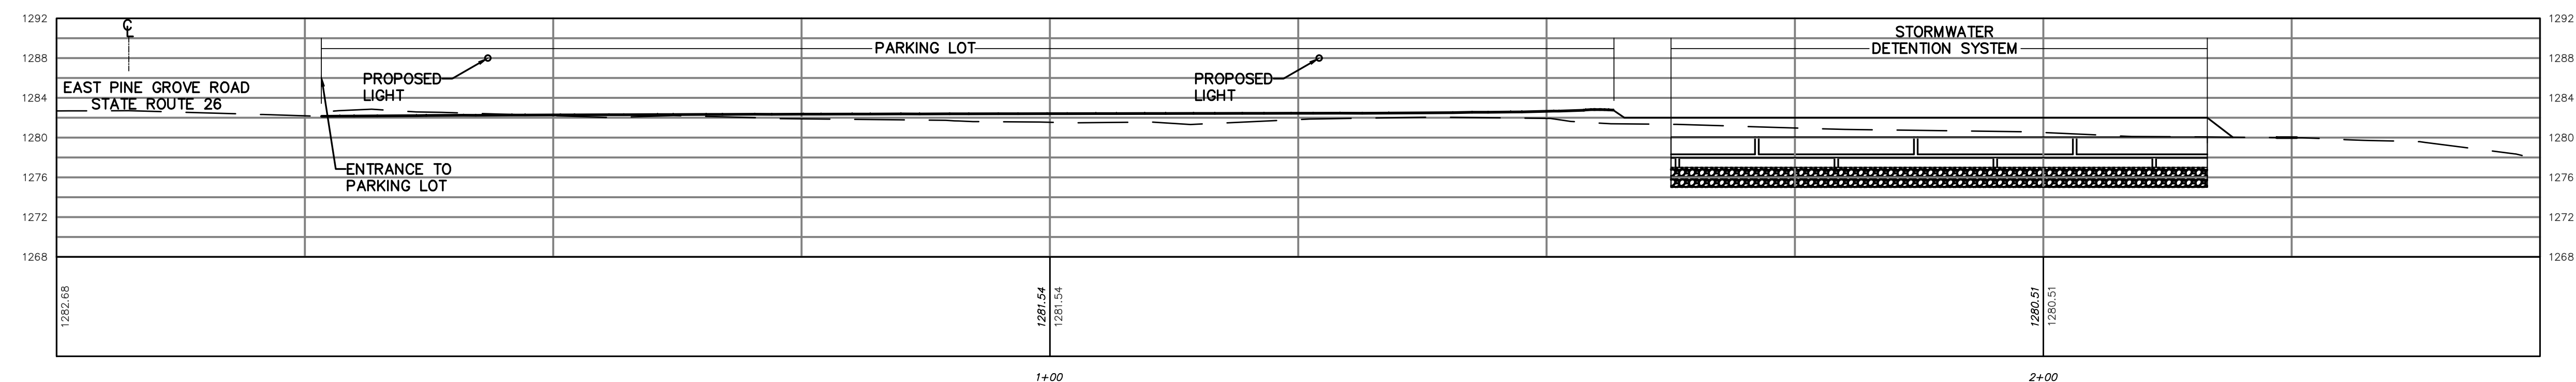 1292
1288
1284
1280
1276
1272
1268
℄
EAST PINE GROVE ROAD
STATE ROUTE 26
PROPOSED
LIGHT
ENTRANCE TO
PARKING LOT
PARKING LOT
PROPOSED
LIGHT
STORMWATER
DETENTION SYSTEM
1292
1288
1284
1280
1276
1272
1268
1282.68
1281.54
1281.54
1280.51
1280.51
1+00
2+00